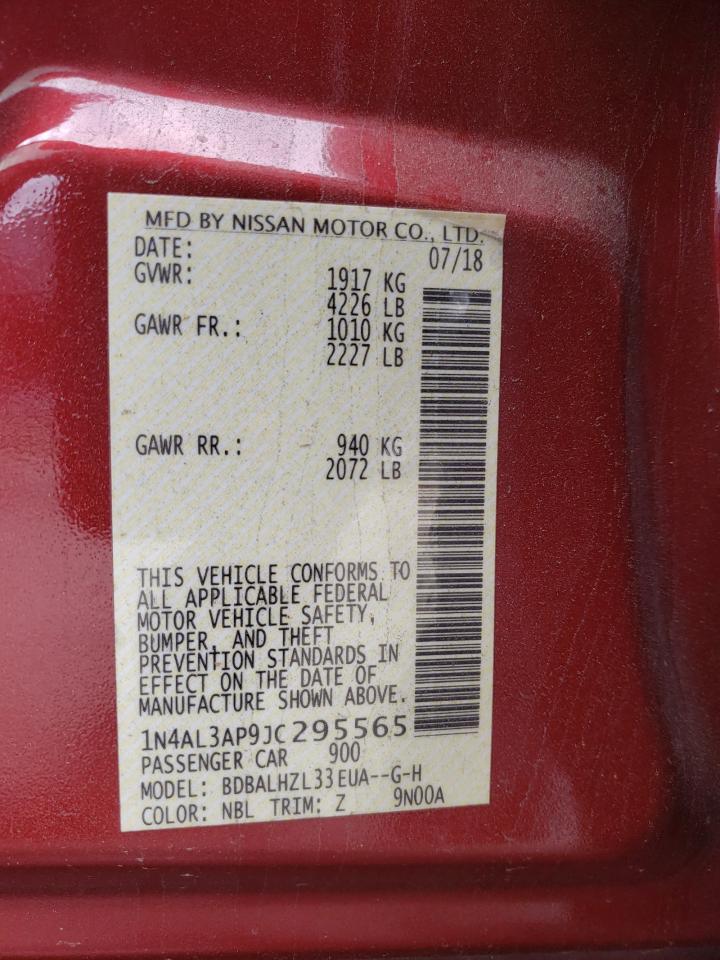 MFD BY NISSAN MOTOR CO., LTD.
DATE: 07/18
GVWR: 1917 KG
4226 LB
GAWR FR.: 1010 KG
2227 LB
GAWR RR.: 940 KG
2072 LB
THIS VEHICLE CONFORMS TO
ALL APPLICABLE FEDERAL
MOTOR VEHICLE SAFETY,
BUMPER, AND THEFT
PREVENTION STANDARDS IN
EFFECT ON THE DATE OF
MANUFACTURE SHOWN ABOVE.
1N4AL3AP9JC295565
PASSENGER CAR 900
MODEL: BDBALHZL33EUA--G-H
COLOR: NBL TRIM: Z 9N00A